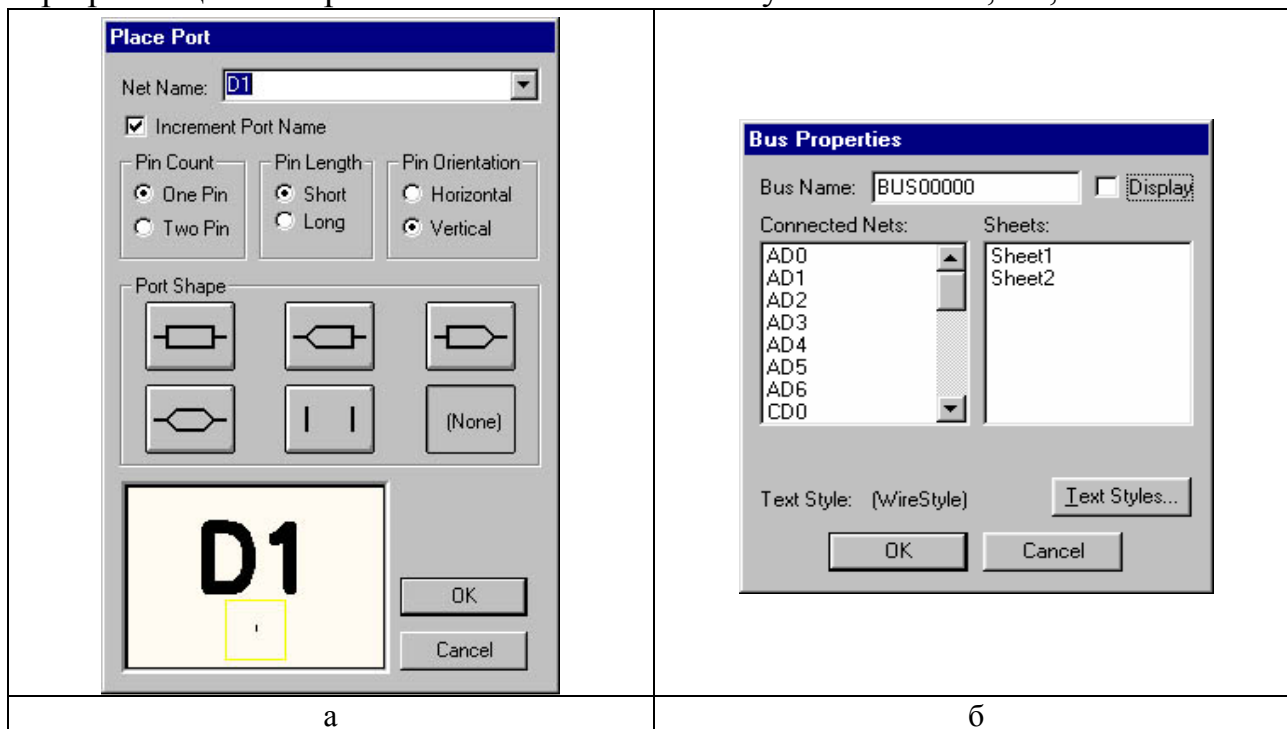 Place Port
Net Name: D1
Increment Port Name
Pin Count
One Pin
Two Pin
Pin Length
Short
Long
Pin Orientation
Horizontal
Vertical
Port Shape
(None)
D1
OK
Cancel
а
Bus Properties
Bus Name: BUS00000
Display
Connected Nets:
AD0
AD1
AD2
AD3
AD4
AD5
AD6
CD0
Sheets:
Sheet1
Sheet2
Text Style: (WireStyle)
Text Styles...
OK
Cancel
б